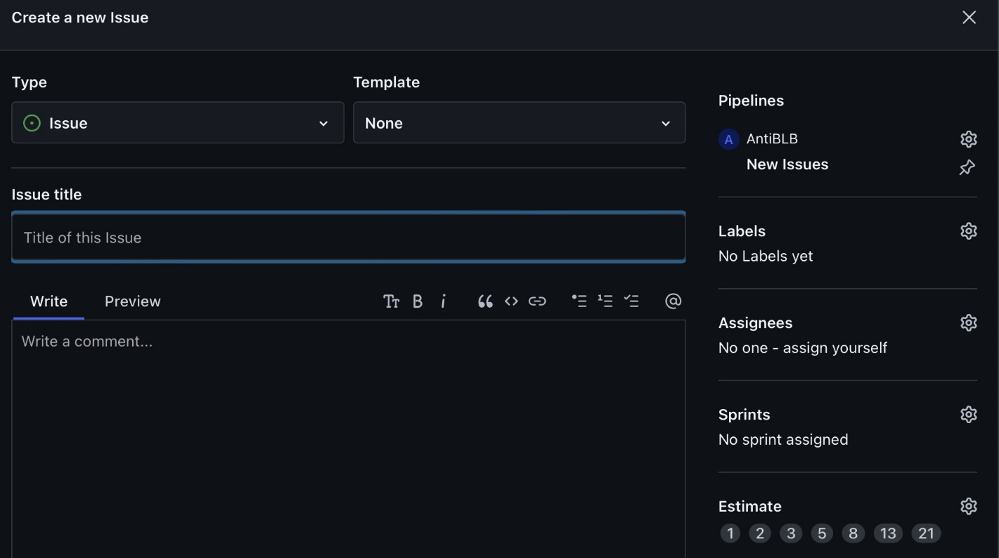 Create a new Issue
Type
Template
Issue
None
Issue title
Title of this Issue
Write Preview
Write a comment...
Pipelines
A AntiBLB
New Issues
Labels
No Labels yet
Assignees
No one - assign yourself
Sprints
No sprint assigned
Estimate
1 2 3 5 8 13 21